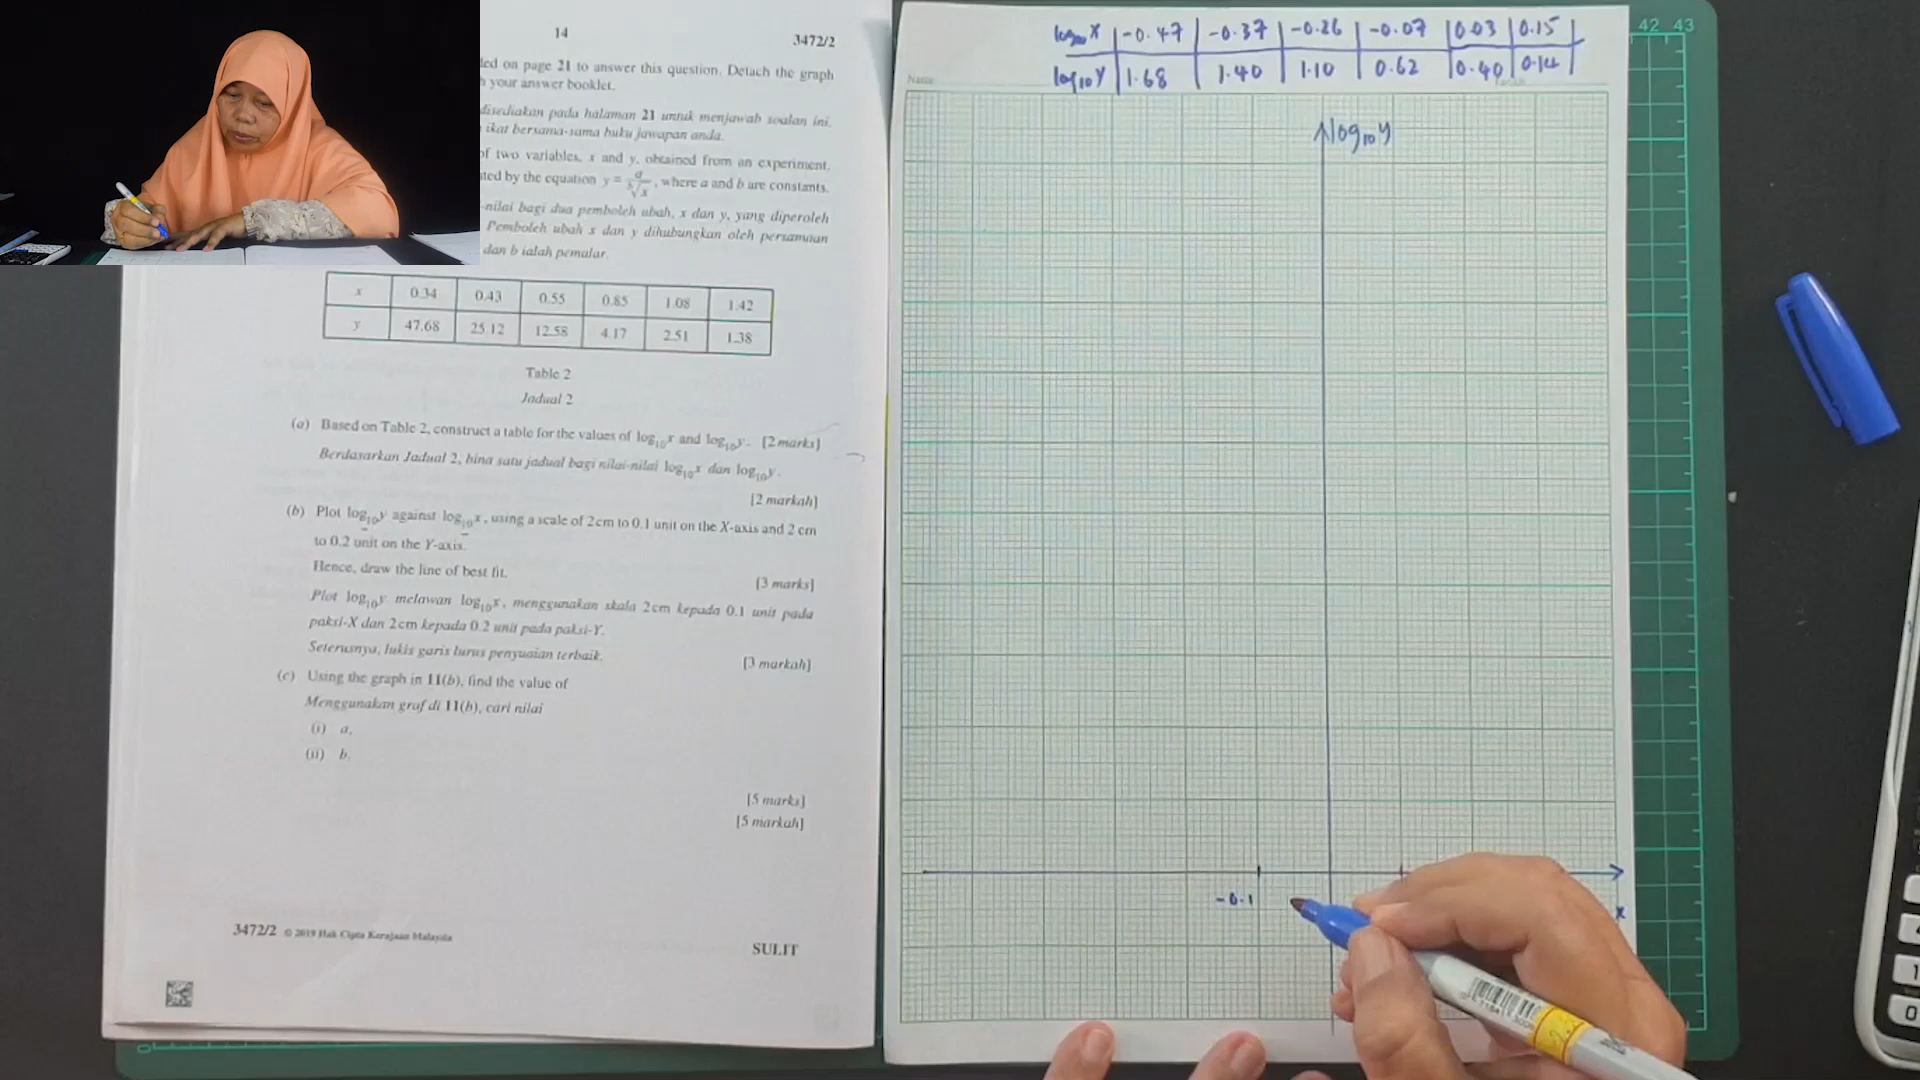 14
3472/2
ded on page 21 to answer this question. Detach the graph
your answer booklet.
disediakan pada halaman 21 untuk menjawab soalan ini.
ikat bersama-sama buku jawapan anda.
of two variables, x and y, obtained from an experiment.
ted by the equation y = a/ᵇ√x, where a and b are constants.
-nilai bagi dua pemboleh ubah, x dan y, yang diperoleh
Pemboleh ubah x dan y dihubungkan oleh persamaan
dan b ialah pemalar.
x 0.34 0.43 0.55 0.85 1.08 1.42
y 47.68 25.12 12.58 4.17 2.51 1.38
Table 2
Jadual 2
(a) Based on Table 2, construct a table for the values of log₁₀x and log₁₀y. [2 marks]
Berdasarkan Jadual 2, bina satu jadual bagi nilai-nilai log₁₀x dan log₁₀y.
[2 markah]
(b) Plot log₁₀y against log₁₀x, using a scale of 2 cm to 0.1 unit on the X-axis and 2 cm
to 0.2 unit on the Y-axis.
Hence, draw the line of best fit.
[3 marks]
Plot log₁₀y melawan log₁₀x, menggunakan skala 2 cm kepada 0.1 unit pada
paksi-X dan 2 cm kepada 0.2 unit pada paksi-Y.
Seterusnya, lukis garis lurus penyuaian terbaik.
[3 markah]
(c) Using the graph in 11(b), find the value of
Menggunakan graf di 11(b), cari nilai
(i) a,
(ii) b.
[5 marks]
[5 markah]
3472/2 © 2019 Hak Cipta Kerajaan Malaysia
SULIT
log₁₀x -0.47 -0.37 -0.26 -0.07 0.03 0.15
log₁₀y 1.68 1.40 1.10 0.62 0.40 0.14
Name
log₁₀y
-0.1
x
42 43
0